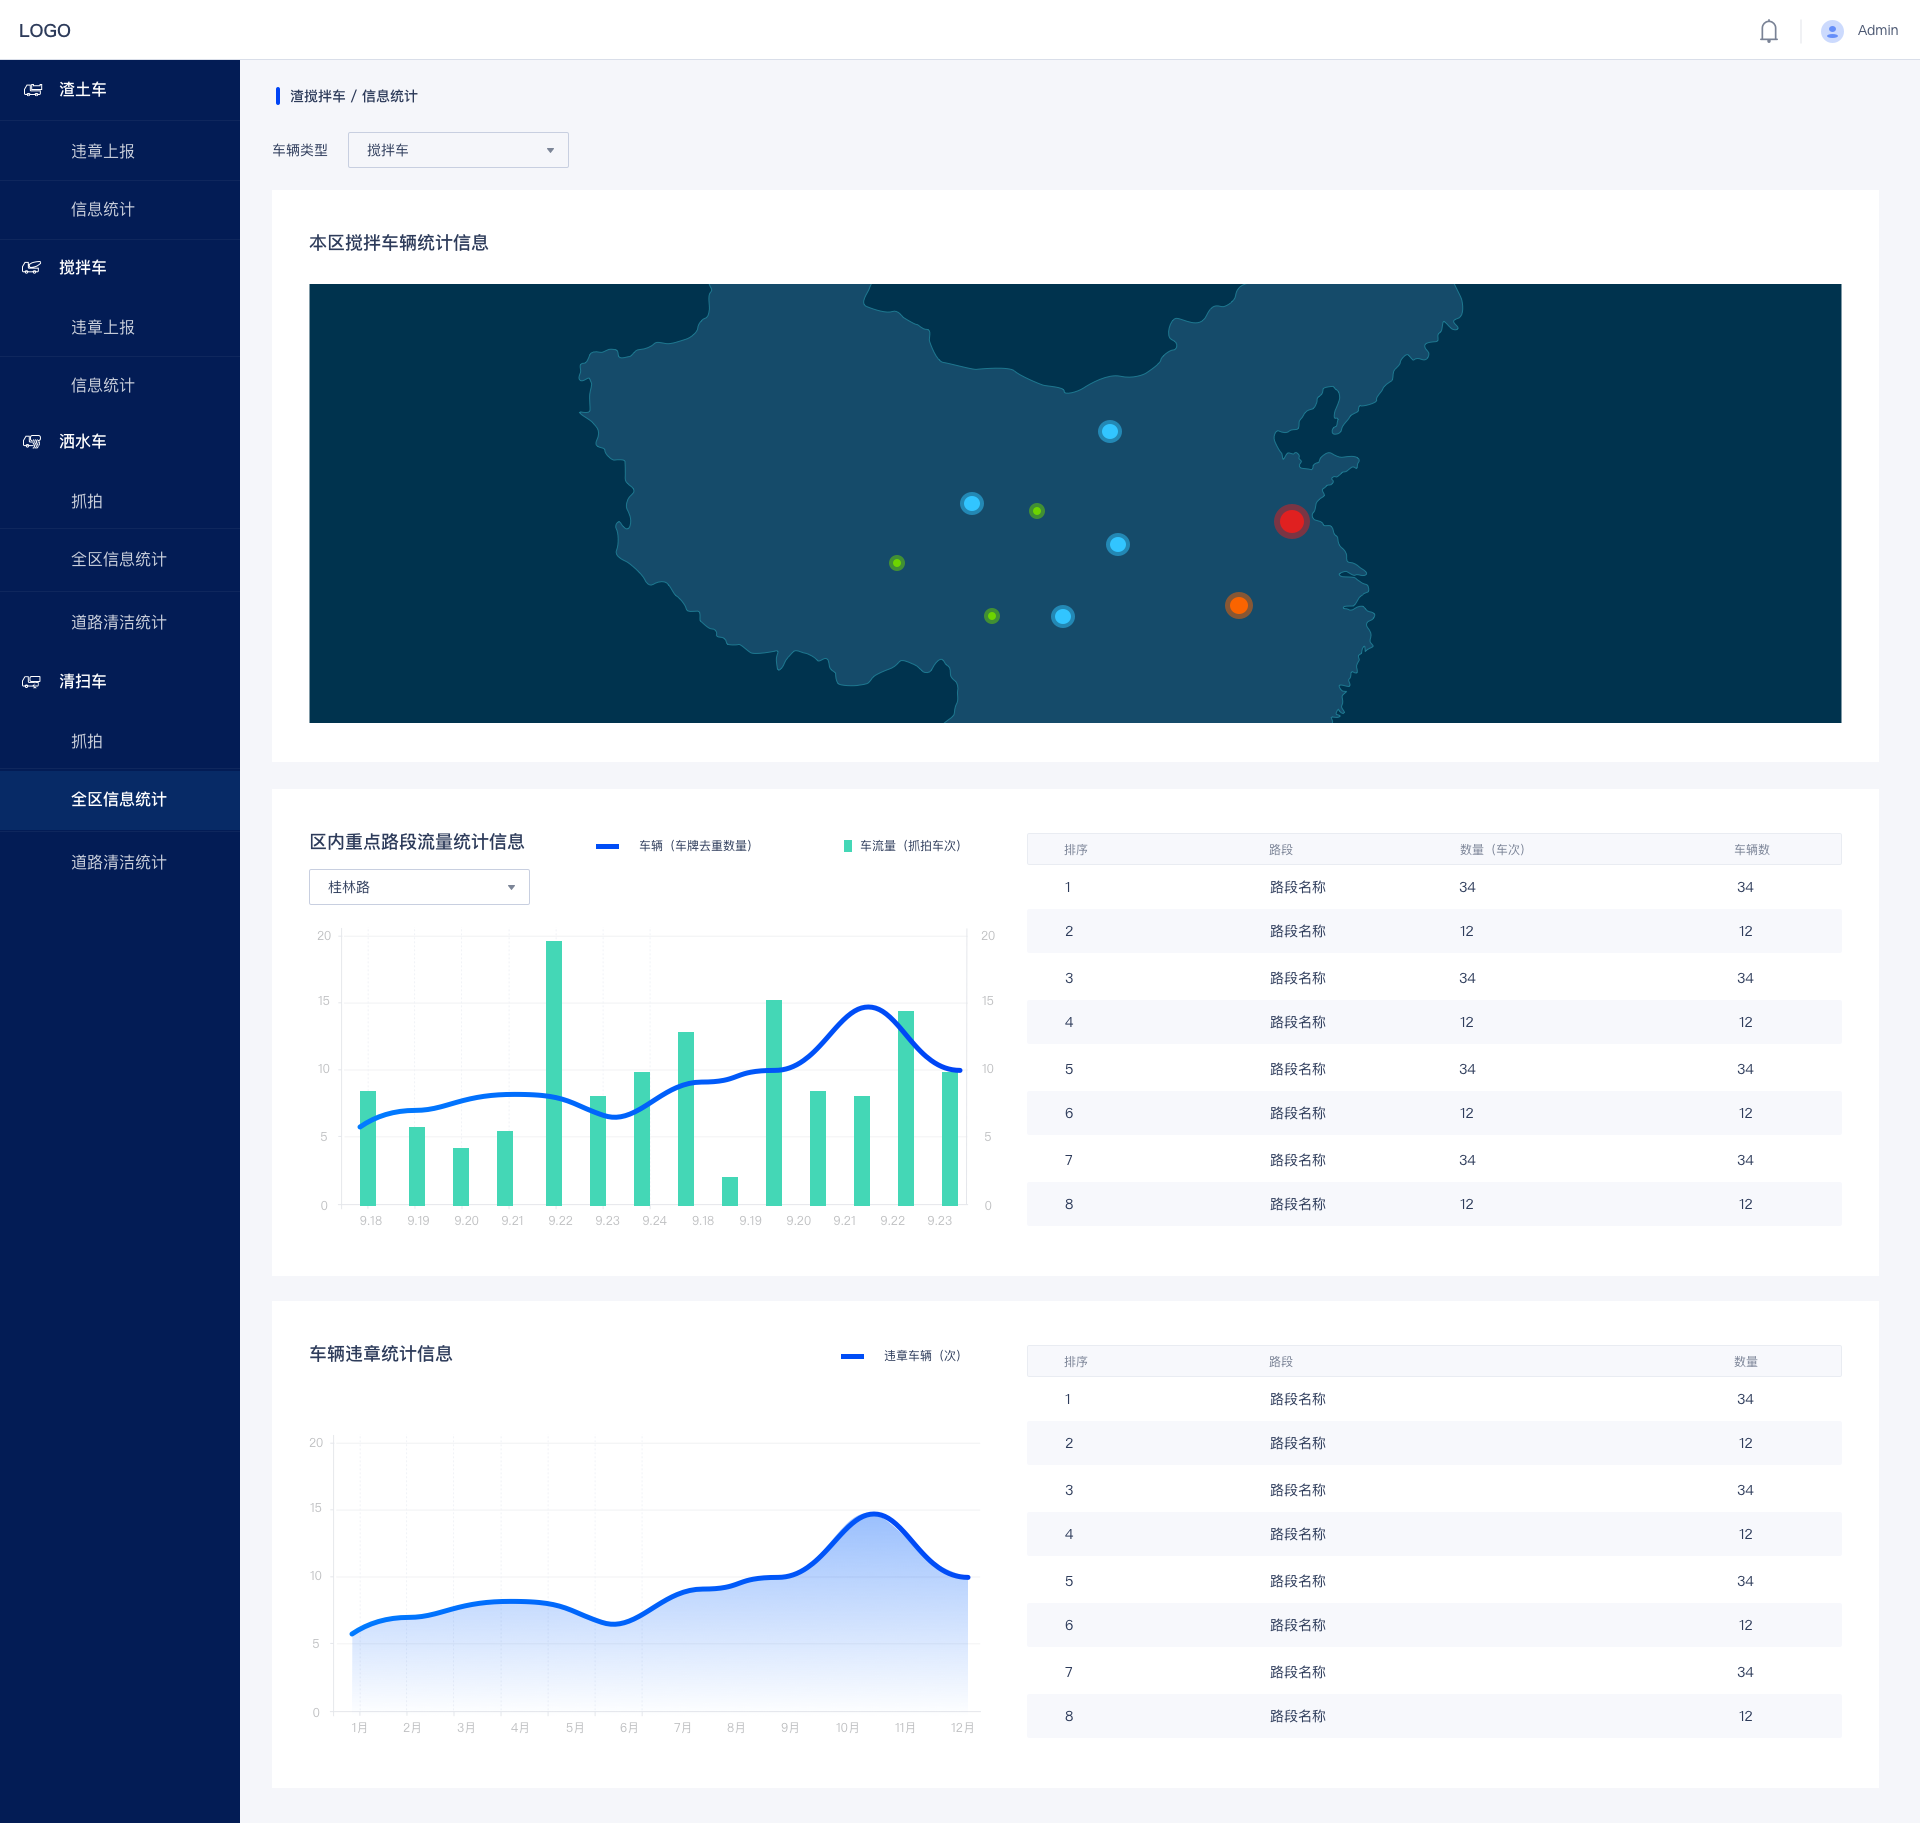 LOGO
Admin
渣土车
违章上报
信息统计
搅拌车
违章上报
信息统计
洒水车
抓拍
全区信息统计
道路清洁统计
清扫车
抓拍
全区信息统计
道路清洁统计
渣搅拌车 / 信息统计
车辆类型 搅拌车
本区搅拌车辆统计信息
区内重点路段流量统计信息
车辆（车牌去重数量） 车流量（抓拍车次）
桂林路
20 20
15 15
10 10
5 5
0 0
9.18 9.19 9.20 9.21 9.22 9.23 9.24 9.18 9.19 9.20 9.21 9.22 9.23
排序 路段 数量（车次） 车辆数
1 路段名称 34 34
2 路段名称 12 12
3 路段名称 34 34
4 路段名称 12 12
5 路段名称 34 34
6 路段名称 12 12
7 路段名称 34 34
8 路段名称 12 12
车辆违章统计信息
违章车辆（次）
20
15
10
5
0
1月 2月 3月 4月 5月 6月 7月 8月 9月 10月 11月 12月
排序 路段 数量
1 路段名称 34
2 路段名称 12
3 路段名称 34
4 路段名称 12
5 路段名称 34
6 路段名称 12
7 路段名称 34
8 路段名称 12